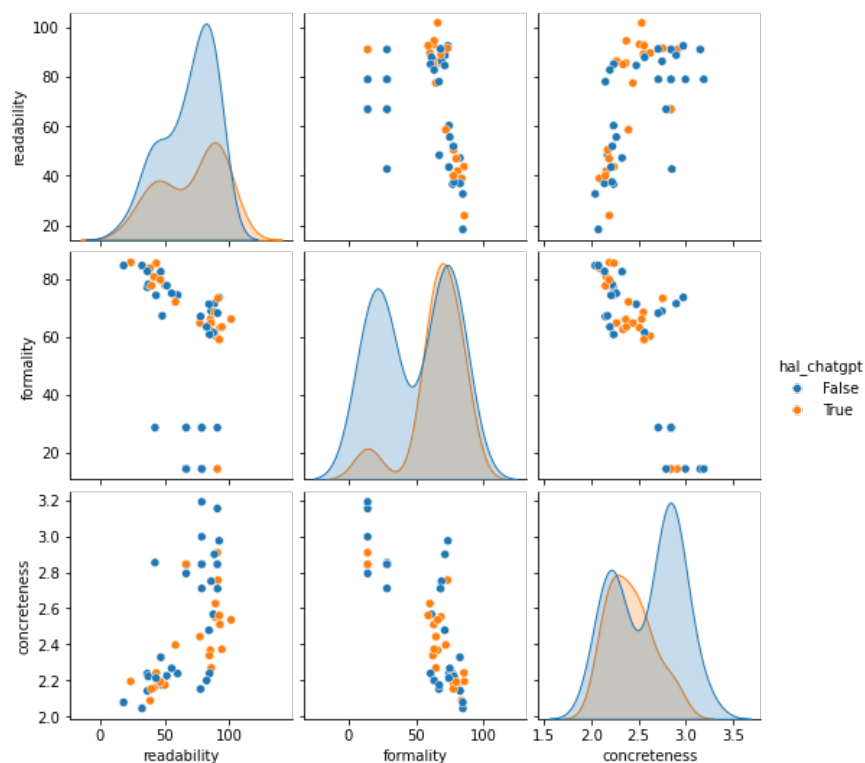 readability
100
80
60
40
20
formality
80
60
40
20
hal_chatgpt
False
True
concreteness
3.2
3.0
2.8
2.6
2.4
2.2
2.0
0 100
0 100
1.5 2.0 2.5 3.0 3.5
readability formality concreteness